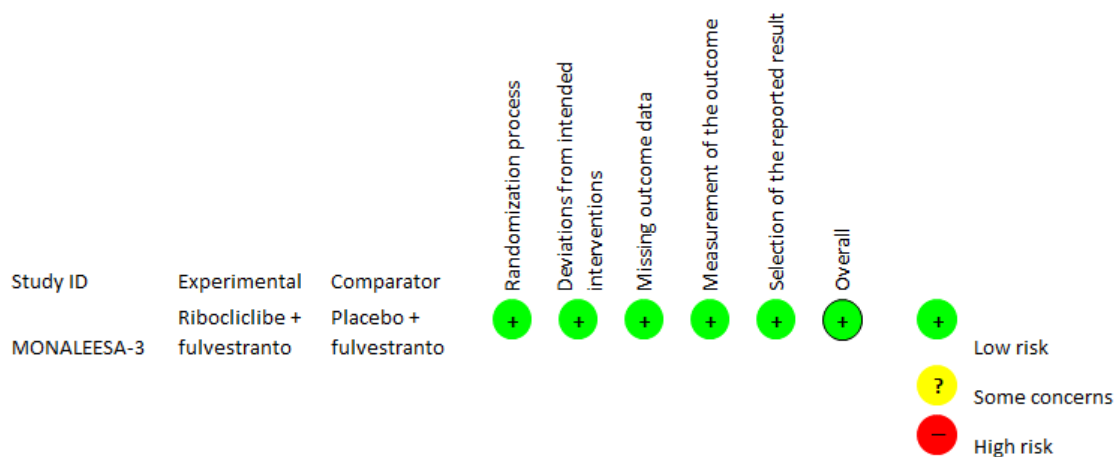 Randomization process
Deviations from intended
interventions
Missing outcome data
Measurement of the outcome
Selection of the reported result
Overall
Study ID Experimental Comparator
Ribocliclibe + Placebo +
MONALEESA-3 fulvestranto fulvestranto
+ + + + + + + Low risk
? Some concerns
− High risk